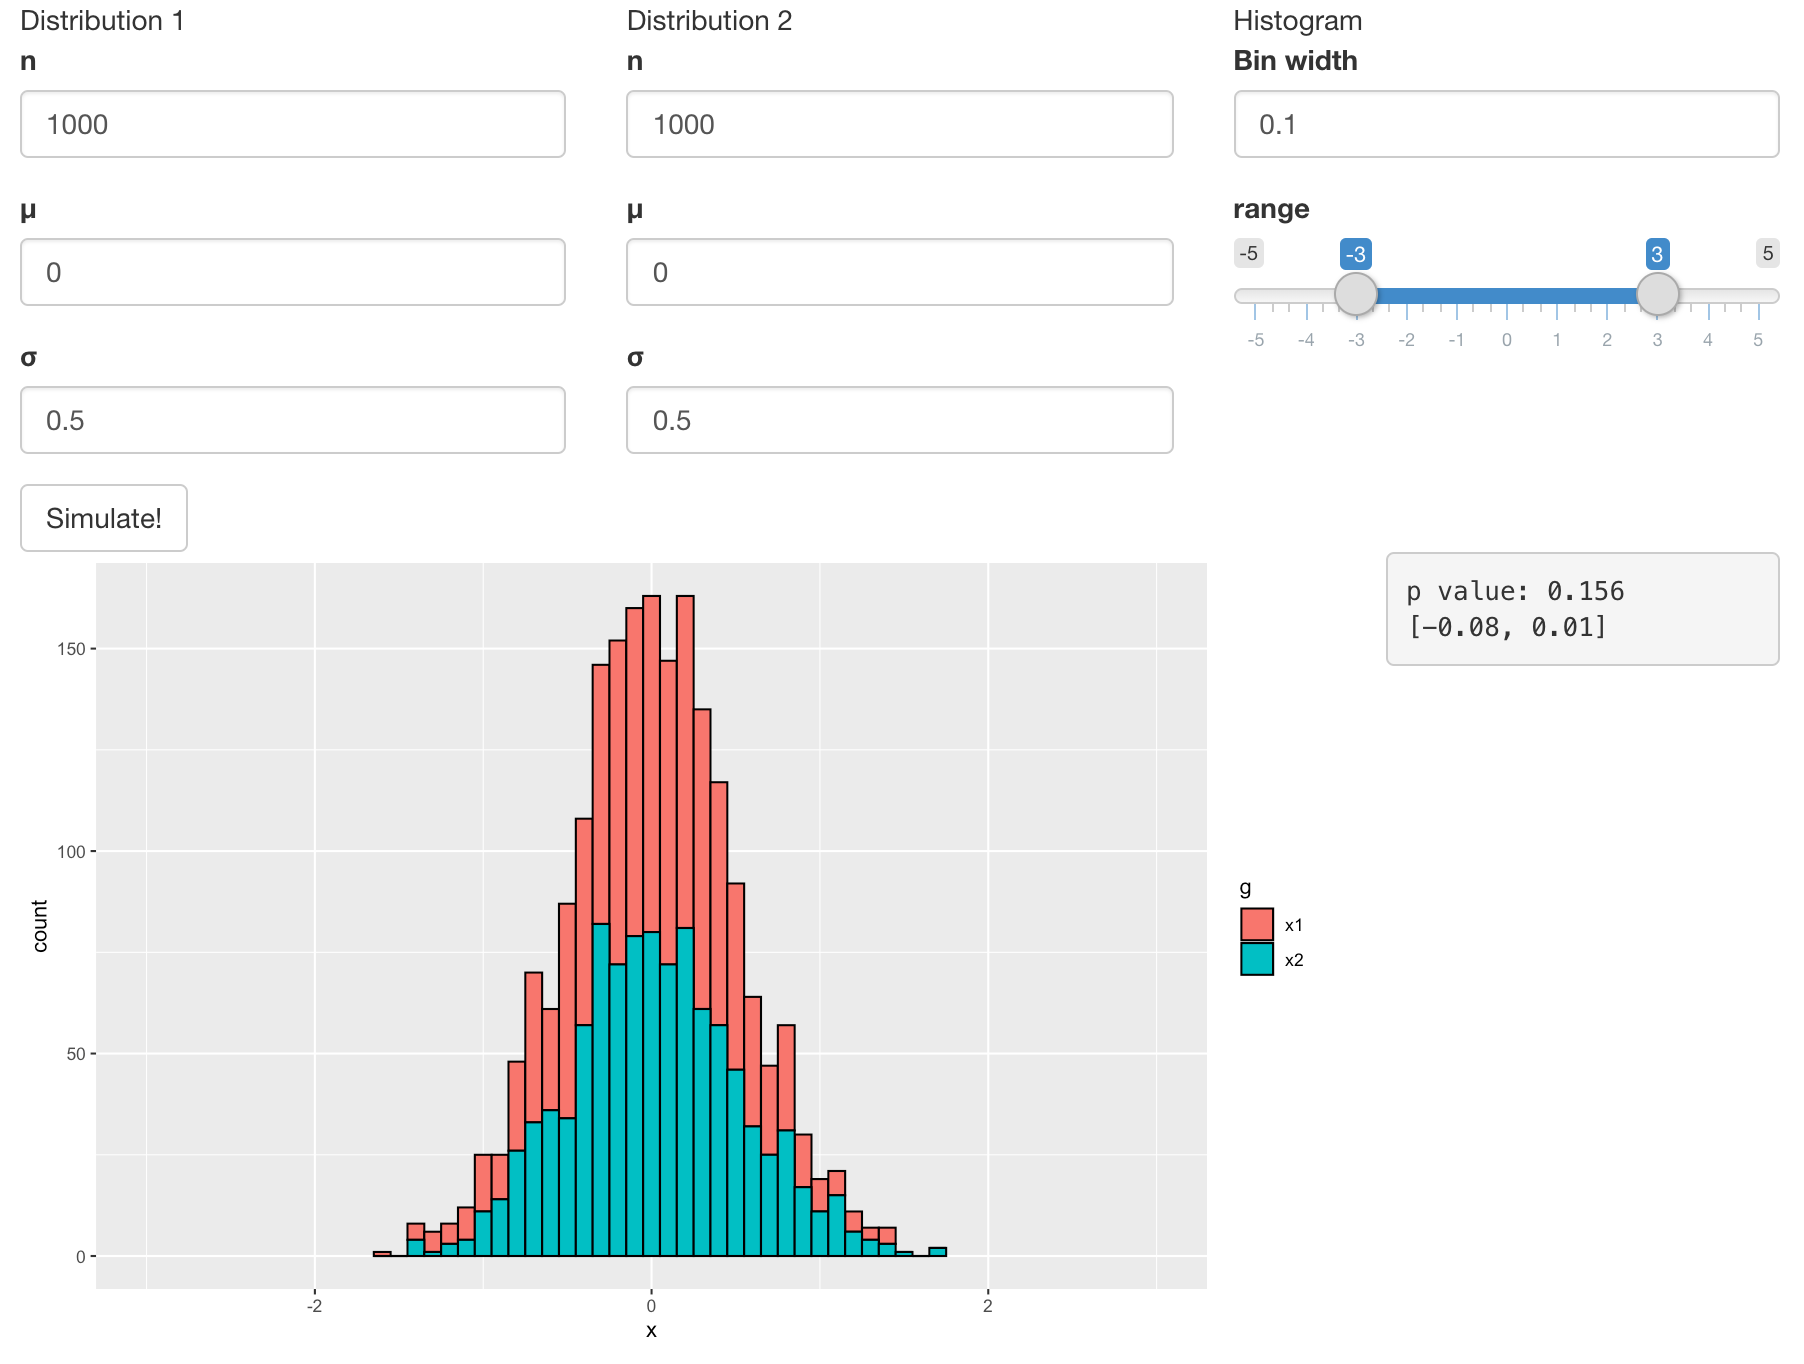 Distribution 1
n
1000
μ
0
σ
0.5
Simulate!
Distribution 2
n
1000
μ
0
σ
0.5
Histogram
Bin width
0.1
range
-5 -3 3 5
-5 -4 -3 -2 -1 0 1 2 3 4 5
p value: 0.156
[-0.08, 0.01]
150
100
50
0
count
-2 0 2
x
g
x1
x2